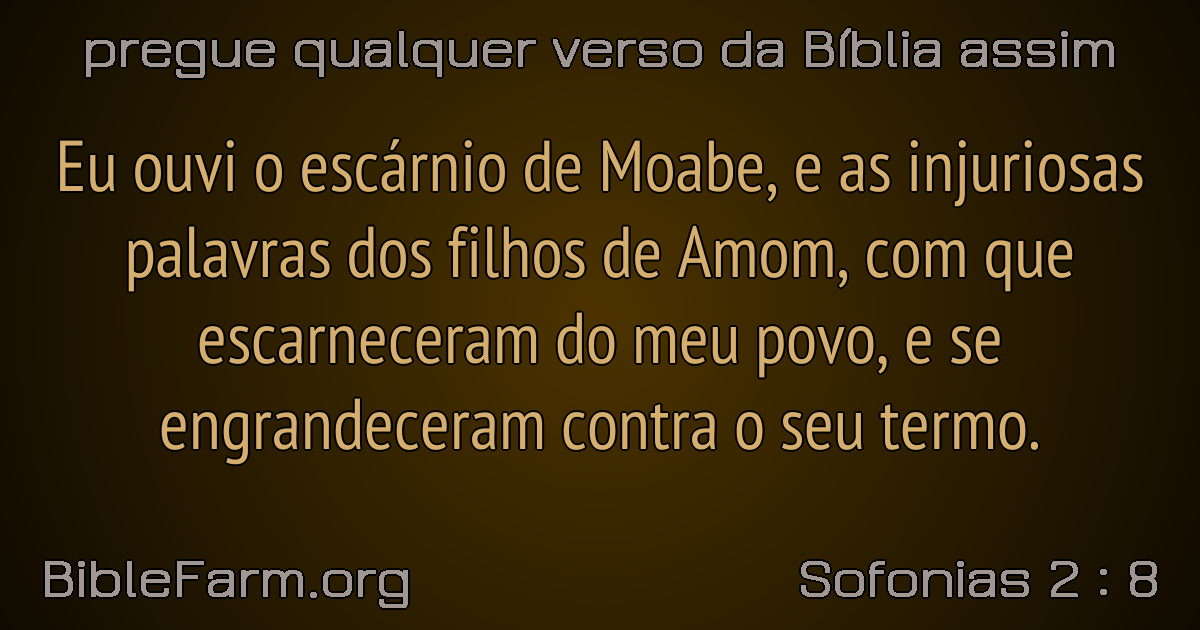 pregue qualquer verso da Bíblia assim
Eu ouvi o escárnio de Moabe, e as injuriosas
palavras dos filhos de Amom, com que
escarneceram do meu povo, e se
engrandeceram contra o seu termo.
BibleFarm.org
Sofonias 2 : 8